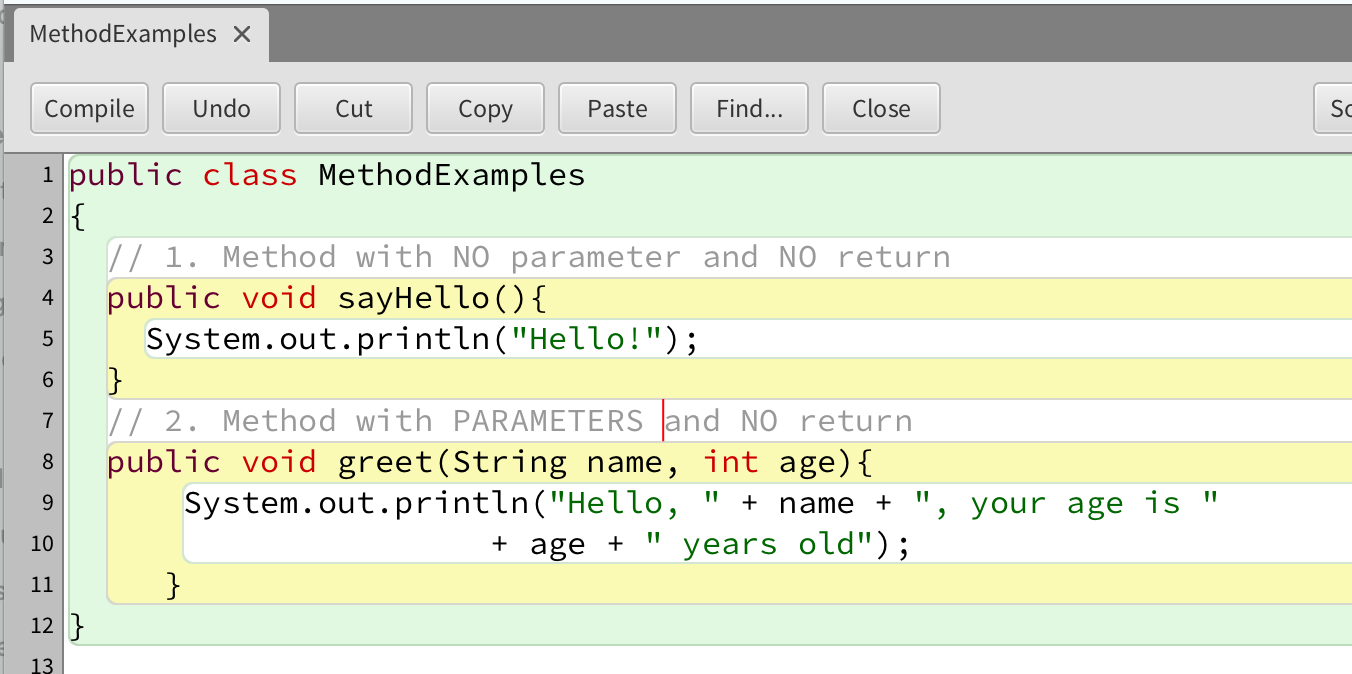 MethodExamples ×
Compile Undo Cut Copy Paste Find... Close
1 public class MethodExamples
2 {
3 // 1. Method with NO parameter and NO return
4 public void sayHello(){
5 System.out.println("Hello!");
6 }
7 // 2. Method with PARAMETERS and NO return
8 public void greet(String name, int age){
9 System.out.println("Hello, " + name + ", your age is "
10 + age + " years old");
11 }
12 }
13